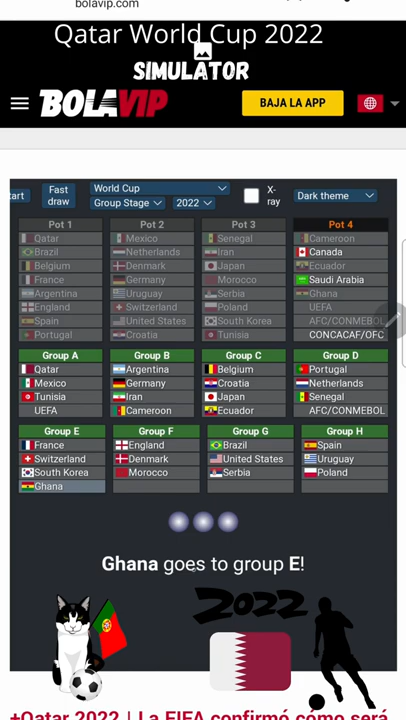 bolavip.com
Qatar World Cup 2022
SIMULATOR
BOLAVIP
BAJA LA APP
Fast draw
World Cup
Group Stage
2022
X-ray
Dark theme
Pot 1
Pot 2
Pot 3
Pot 4
Qatar
Mexico
Senegal
Cameroon
Brazil
Netherlands
Iran
Canada
Belgium
Denmark
Japan
Ecuador
France
Germany
Morocco
Saudi Arabia
Argentina
Uruguay
Serbia
Ghana
England
Switzerland
Poland
UEFA
Spain
United States
South Korea
AFC/CONMEBOL
Portugal
Croatia
Tunisia
CONCACAF/OFC
Group A
Group B
Group C
Group D
Qatar
Argentina
Belgium
Portugal
Mexico
Germany
Croatia
Netherlands
Tunisia
Iran
Japan
Senegal
UEFA
Cameroon
Ecuador
AFC/CONMEBOL
Group E
Group F
Group G
Group H
France
England
Brazil
Spain
Switzerland
Denmark
United States
Uruguay
South Korea
Morocco
Serbia
Poland
Ghana
Ghana goes to group E!
2022
+Qatar 2022 | La FIFA confirmó cómo será